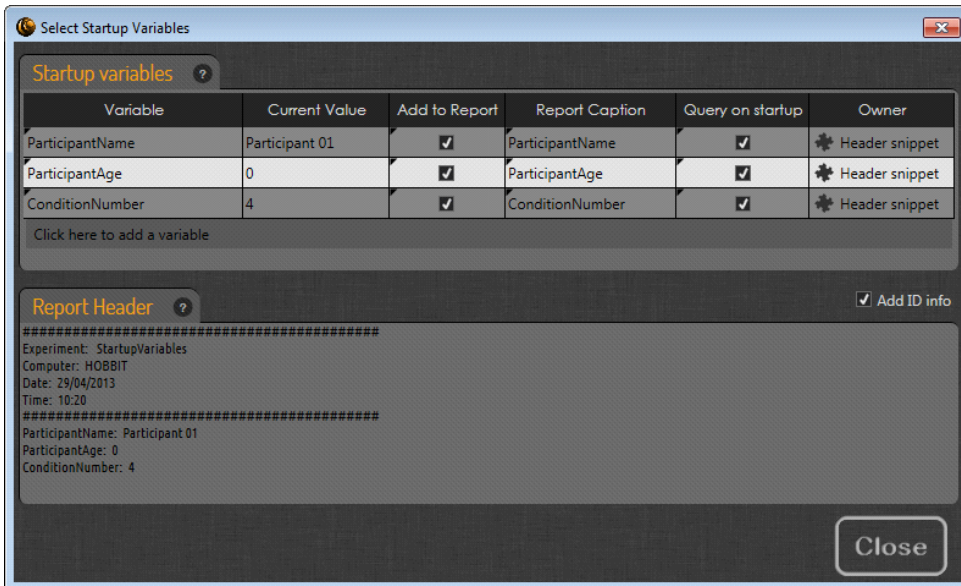 Select Startup Variables
Startup variables ?
Variable Current Value Add to Report Report Caption Query on startup Owner
ParticipantName Participant 01 ParticipantName Header snippet
ParticipantAge 0 ParticipantAge Header snippet
ConditionNumber 4 ConditionNumber Header snippet
Click here to add a variable
Report Header ? Add ID info
###########################################
Experiment: StartupVariables
Computer: HOBBIT
Date: 29/04/2013
Time: 10:20
###########################################
ParticipantName: Participant 01
ParticipantAge: 0
ConditionNumber: 4
Close